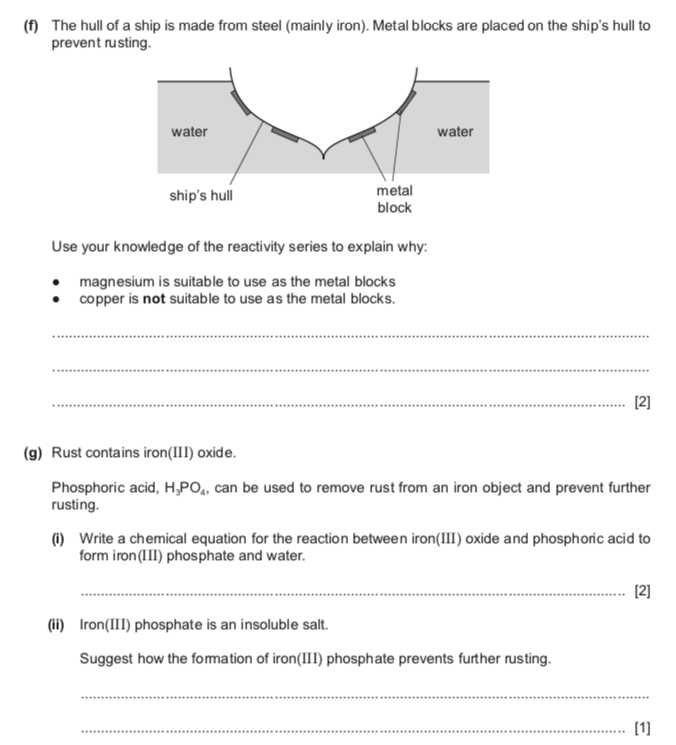 (f) The hull of a ship is made from steel (mainly iron). Metal blocks are placed on the ship's hull to
prevent rusting.
water
water
ship's hull
metal
block
Use your knowledge of the reactivity series to explain why:
• magnesium is suitable to use as the metal blocks
• copper is not suitable to use as the metal blocks.
[2]
(g) Rust contains iron(III) oxide.
Phosphoric acid, H₃PO₄, can be used to remove rust from an iron object and prevent further
rusting.
(i) Write a chemical equation for the reaction between iron(III) oxide and phosphoric acid to
form iron(III) phosphate and water.
[2]
(ii) Iron(III) phosphate is an insoluble salt.
Suggest how the formation of iron(III) phosphate prevents further rusting.
[1]